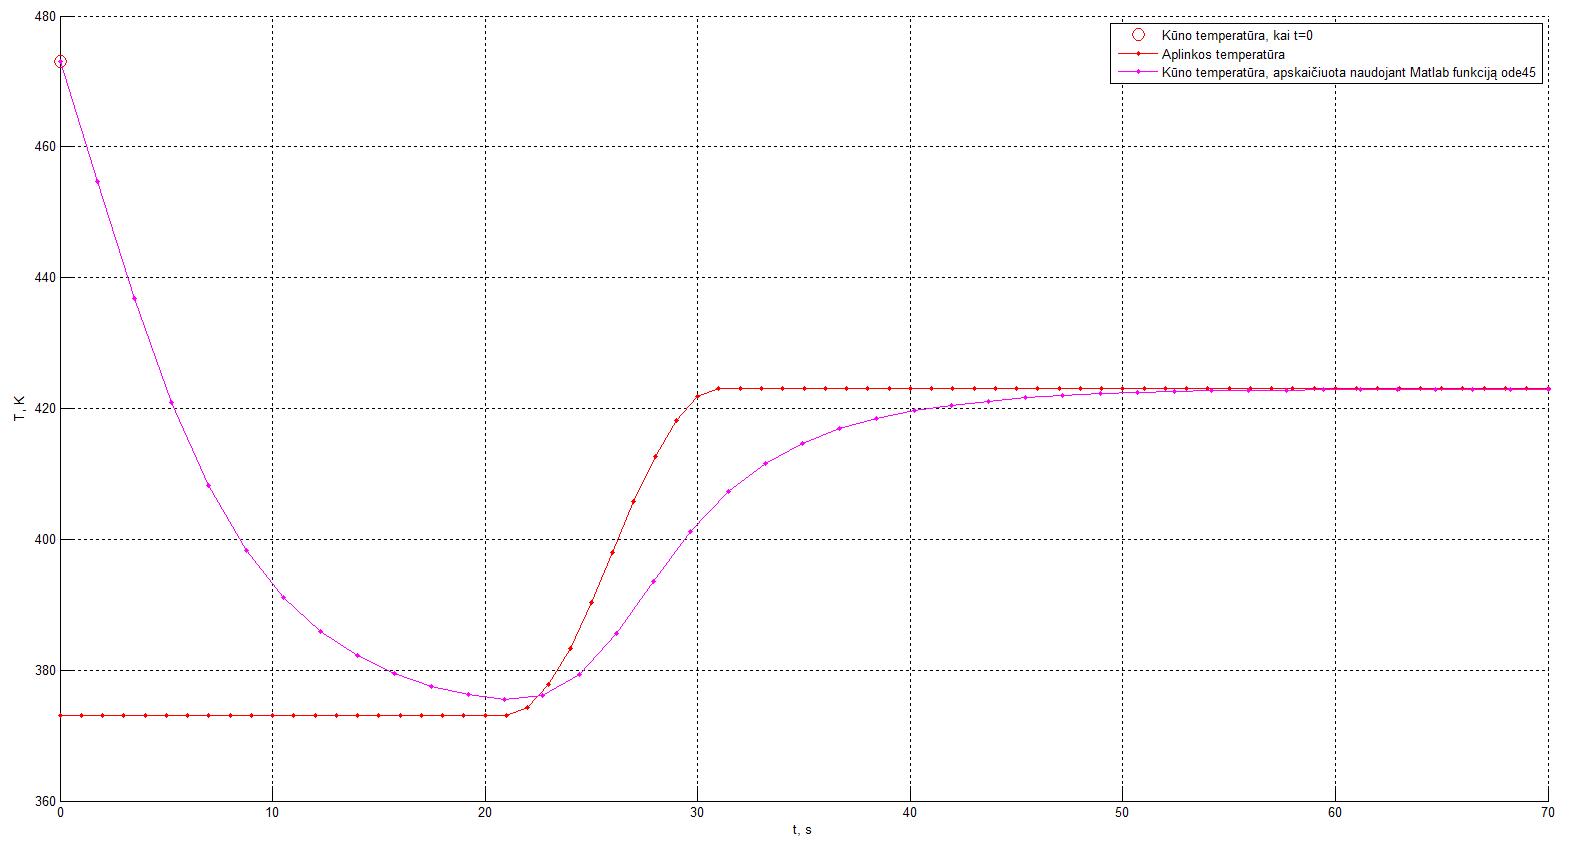 480
460
440
420
400
380
360
T, K
0 10 20 30 40 50 60 70
t, s
Kūno temperatūra, kai t=0
Aplinkos temperatūra
Kūno temperatūra, apskaičiuota naudojant Matlab funkciją ode45